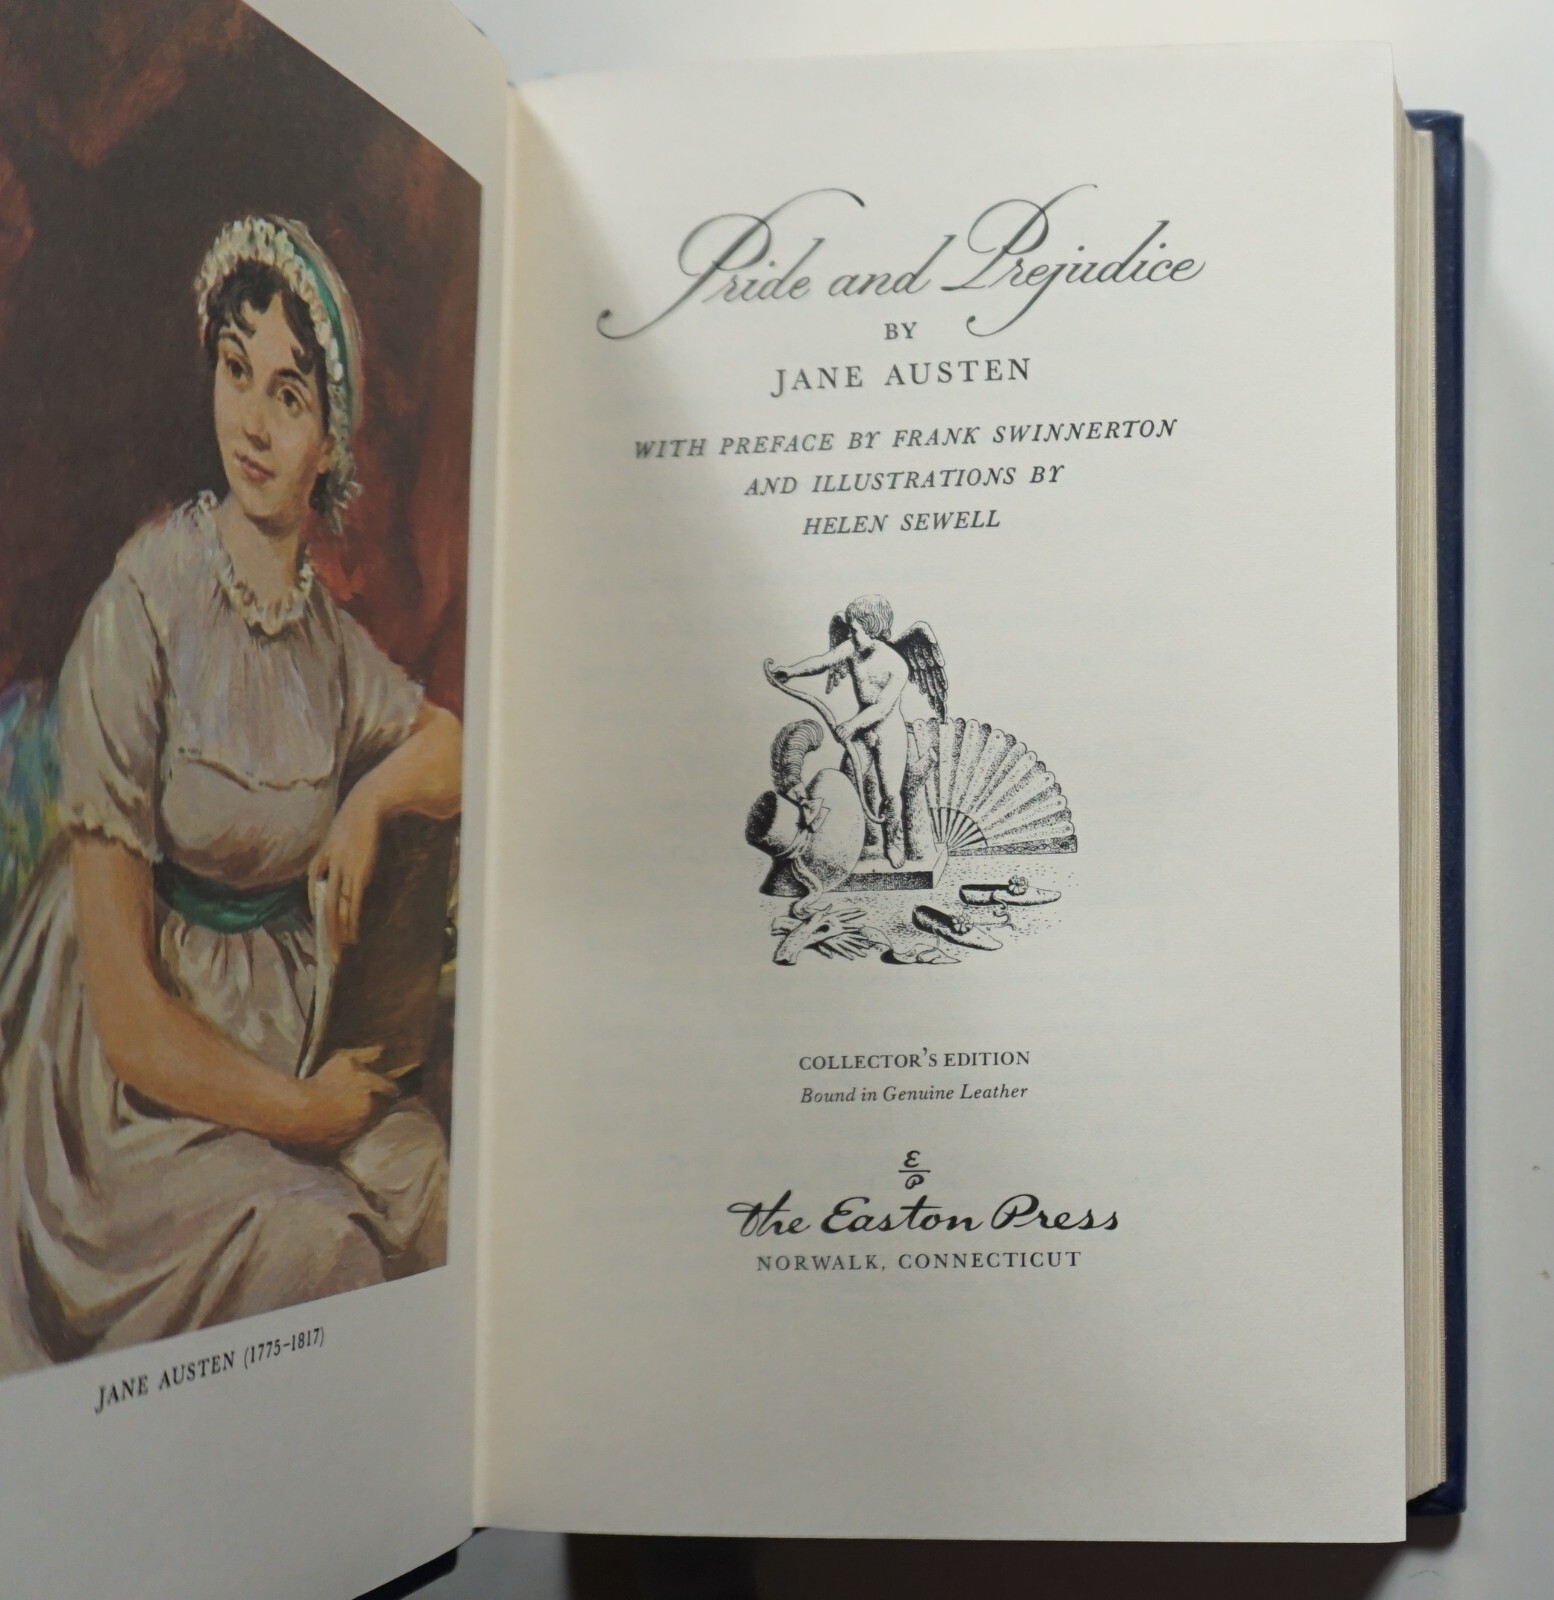 JANE AUSTEN (1775–1817)
Pride and Prejudice
BY
JANE AUSTEN
WITH PREFACE BY FRANK SWINNERTON
AND ILLUSTRATIONS BY
HELEN SEWELL
COLLECTOR'S EDITION
Bound in Genuine Leather
E
P
The Easton Press
NORWALK, CONNECTICUT